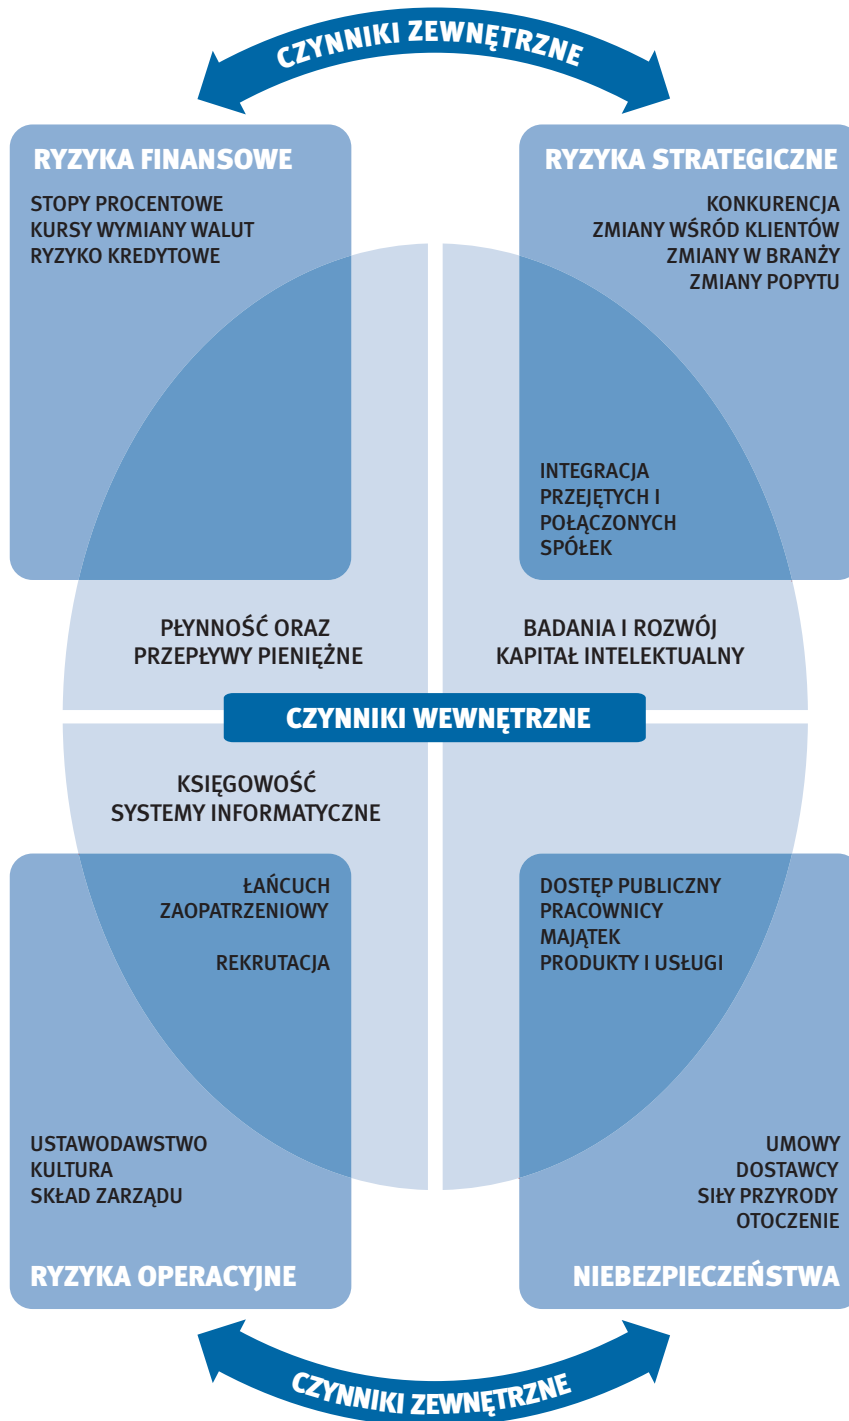 CZYNNIKI ZEWNĘTRZNE
RYZYKA FINANSOWE
STOPY PROCENTOWE
KURSY WYMIANY WALUT
RYZYKO KREDYTOWE
RYZYKA STRATEGICZNE
KONKURENCJA
ZMIANY WŚRÓD KLIENTÓW
ZMIANY W BRANŻY
ZMIANY POPYTU
INTEGRACJA
PRZEJĘTYCH I
POŁĄCZONYCH
SPÓŁEK
PŁYNNOŚĆ ORAZ
PRZEPŁYWY PIENIĘŻNE
BADANIA I ROZWÓJ
KAPITAŁ INTELEKTUALNY
CZYNNIKI WEWNĘTRZNE
KSIĘGOWOŚĆ
SYSTEMY INFORMATYCZNE
ŁAŃCUCH
ZAOPATRZENIOWY
REKRUTACJA
USTAWODAWSTWO
KULTURA
SKŁAD ZARZĄDU
RYZYKA OPERACYJNE
DOSTĘP PUBLICZNY
PRACOWNICY
MAJĄTEK
PRODUKTY I USŁUGI
UMOWY
DOSTAWCY
SIŁY PRZYRODY
OTOCZENIE
NIEBEZPIECZEŃSTWA
CZYNNIKI ZEWNĘTRZNE